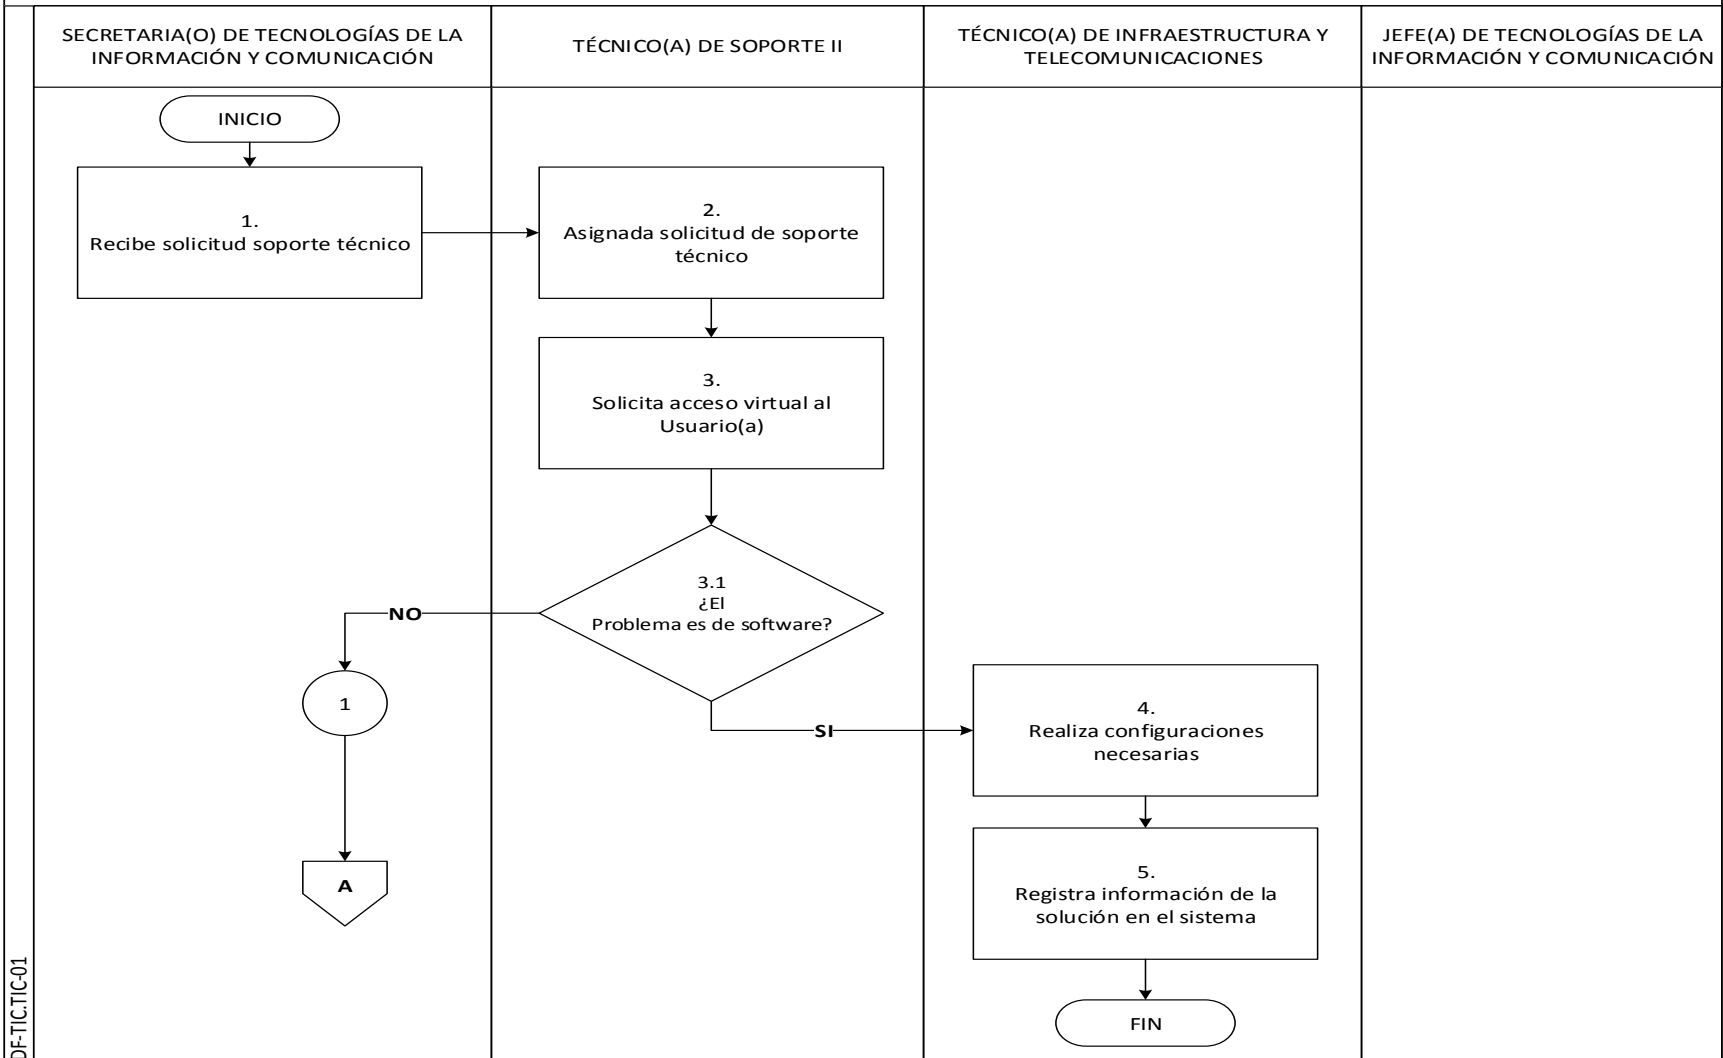 SECRETARIA(O) DE TECNOLOGÍAS DE LA
INFORMACIÓN Y COMUNICACIÓN
TÉCNICO(A) DE SOPORTE II
TÉCNICO(A) DE INFRAESTRUCTURA Y
TELECOMUNICACIONES
JEFE(A) DE TECNOLOGÍAS DE LA
INFORMACIÓN Y COMUNICACIÓN
INICIO
1.
Recibe solicitud soporte técnico
2.
Asignada solicitud de soporte
técnico
3.
Solicita acceso virtual al
Usuario(a)
3.1
¿El
Problema es de software?
NO
1
A
SI
4.
Realiza configuraciones
necesarias
5.
Registra información de la
solución en el sistema
FIN
DF-TIC.TIC-01